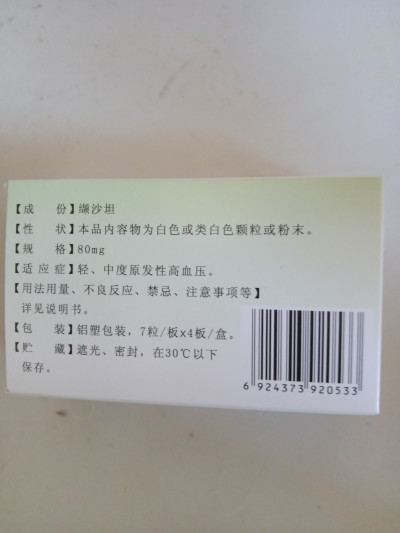 【成 份】缬沙坦
【性 状】本品内容物为白色或类白色颗粒或粉末。
【规 格】80mg
【适应症】轻、中度原发性高血压。
【用法用量、不良反应、禁忌、注意事项等】
详见说明书。
【包 装】铝塑包装，7粒/板x4板/盒。
【贮 藏】遮光、密封，在30℃以下
保存。
6 924373 920533